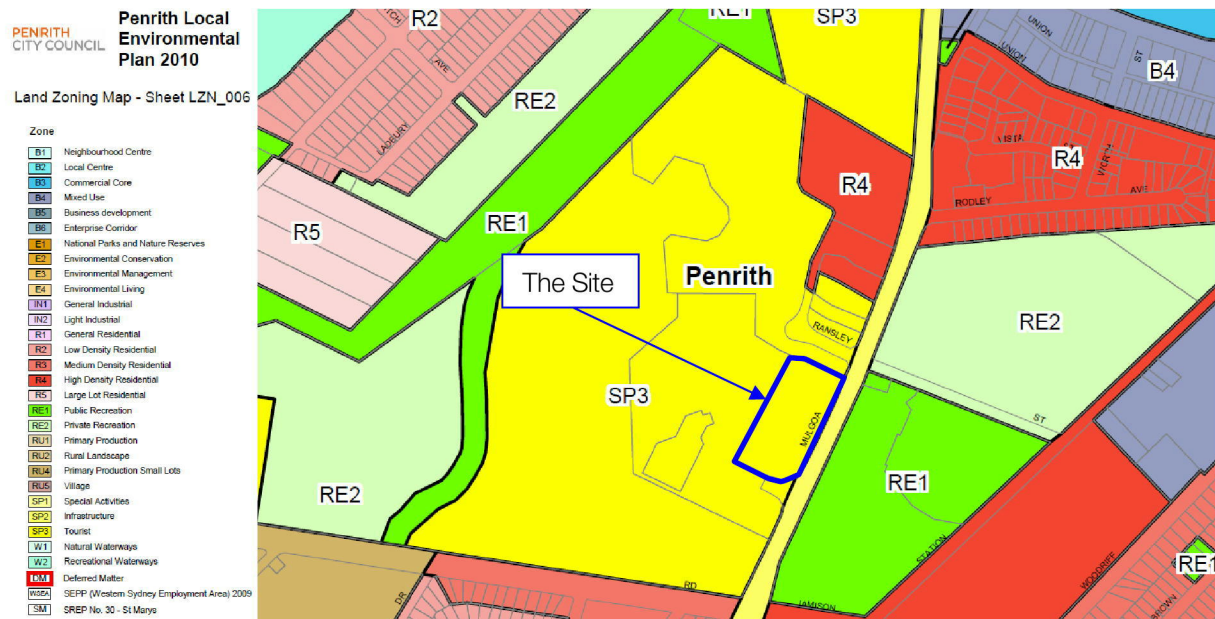 PENRITH
CITY COUNCIL
Penrith Local
Environmental
Plan 2010
Land Zoning Map - Sheet LZN_006
Zone
B1 Neighbourhood Centre
B2 Local Centre
B3 Commercial Core
B4 Mixed Use
B5 Business development
B6 Enterprise Corridor
E1 National Parks and Nature Reserves
E2 Environmental Conservation
E3 Environmental Management
E4 Environmental Living
IN1 General Industrial
IN2 Light Industrial
R1 General Residential
R2 Low Density Residential
R3 Medium Density Residential
R4 High Density Residential
R5 Large Lot Residential
RE1 Public Recreation
RE2 Private Recreation
RU1 Primary Production
RU2 Rural Landscape
RU4 Primary Production Small Lots
RU5 Village
SP1 Special Activities
SP2 Infrastructure
SP3 Tourist
W1 Natural Waterways
W2 Recreational Waterways
DM Deferred Matter
WSEA SEPP (Western Sydney Employment Area) 2009
SM SREP No. 30 - St Marys
R2
AVE
LADBURY
RE2
RE1
SP3
UNION
UNION
ST
B4
R4
VISTA
R4
RODLEY
AVE
R5
RE1
The Site
Penrith
RANSLEY
RE2
SP3
MULGOA
ST
RE2
RE1
STATION
WOODRIFF
RE1
RD
DR
JAMISON
BROWN